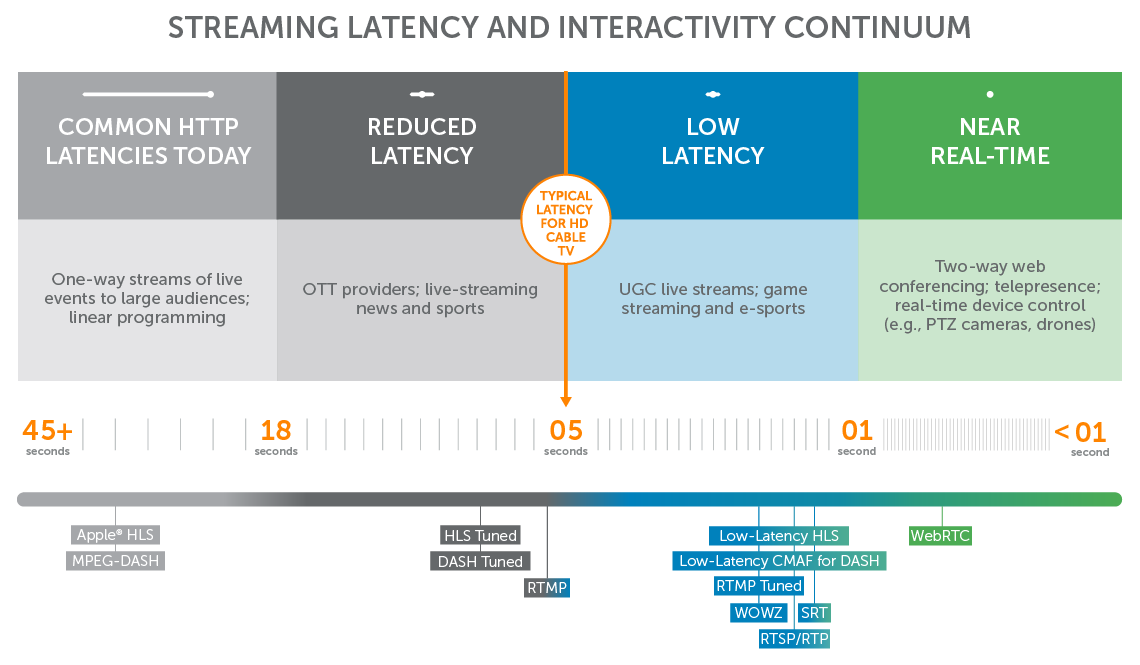 STREAMING LATENCY AND INTERACTIVITY CONTINUUM
COMMON HTTP
LATENCIES TODAY
REDUCED
LATENCY
LOW
LATENCY
NEAR
REAL-TIME
TYPICAL
LATENCY
FOR HD
CABLE
TV
One-way streams of live
events to large audiences;
linear programming
OTT providers; live-streaming
news and sports
UGC live streams; game
streaming and e-sports
Two-way web
conferencing; telepresence;
real-time device control
(e.g., PTZ cameras, drones)
45+
seconds
18
seconds
05
seconds
01
second
< 01
second
Apple® HLS
MPEG-DASH
HLS Tuned
DASH Tuned
RTMP
Low-Latency HLS
Low-Latency CMAF for DASH
RTMP Tuned
WOWZ
SRT
RTSP/RTP
WebRTC